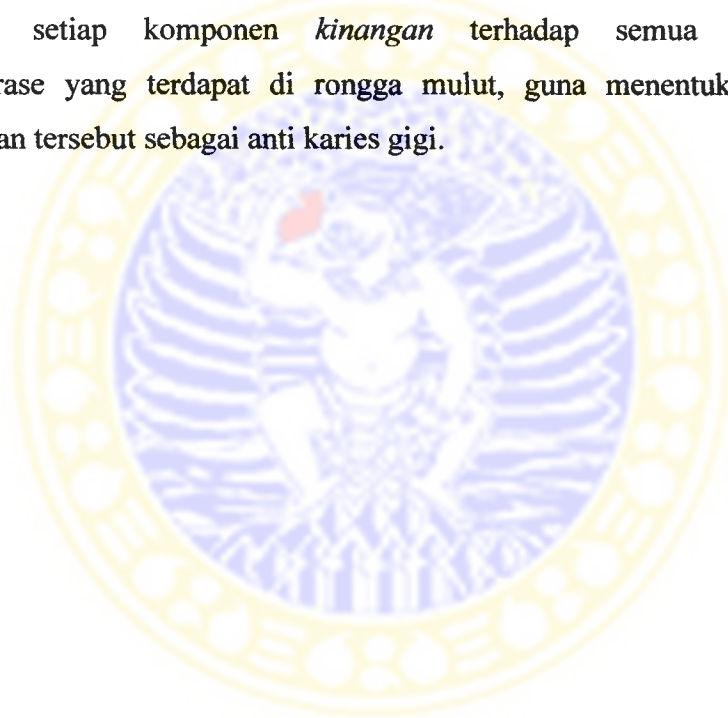 setiap komponen kinangan terhadap semua
rase yang terdapat di rongga mulut, guna menentuk
an tersebut sebagai anti karies gigi.